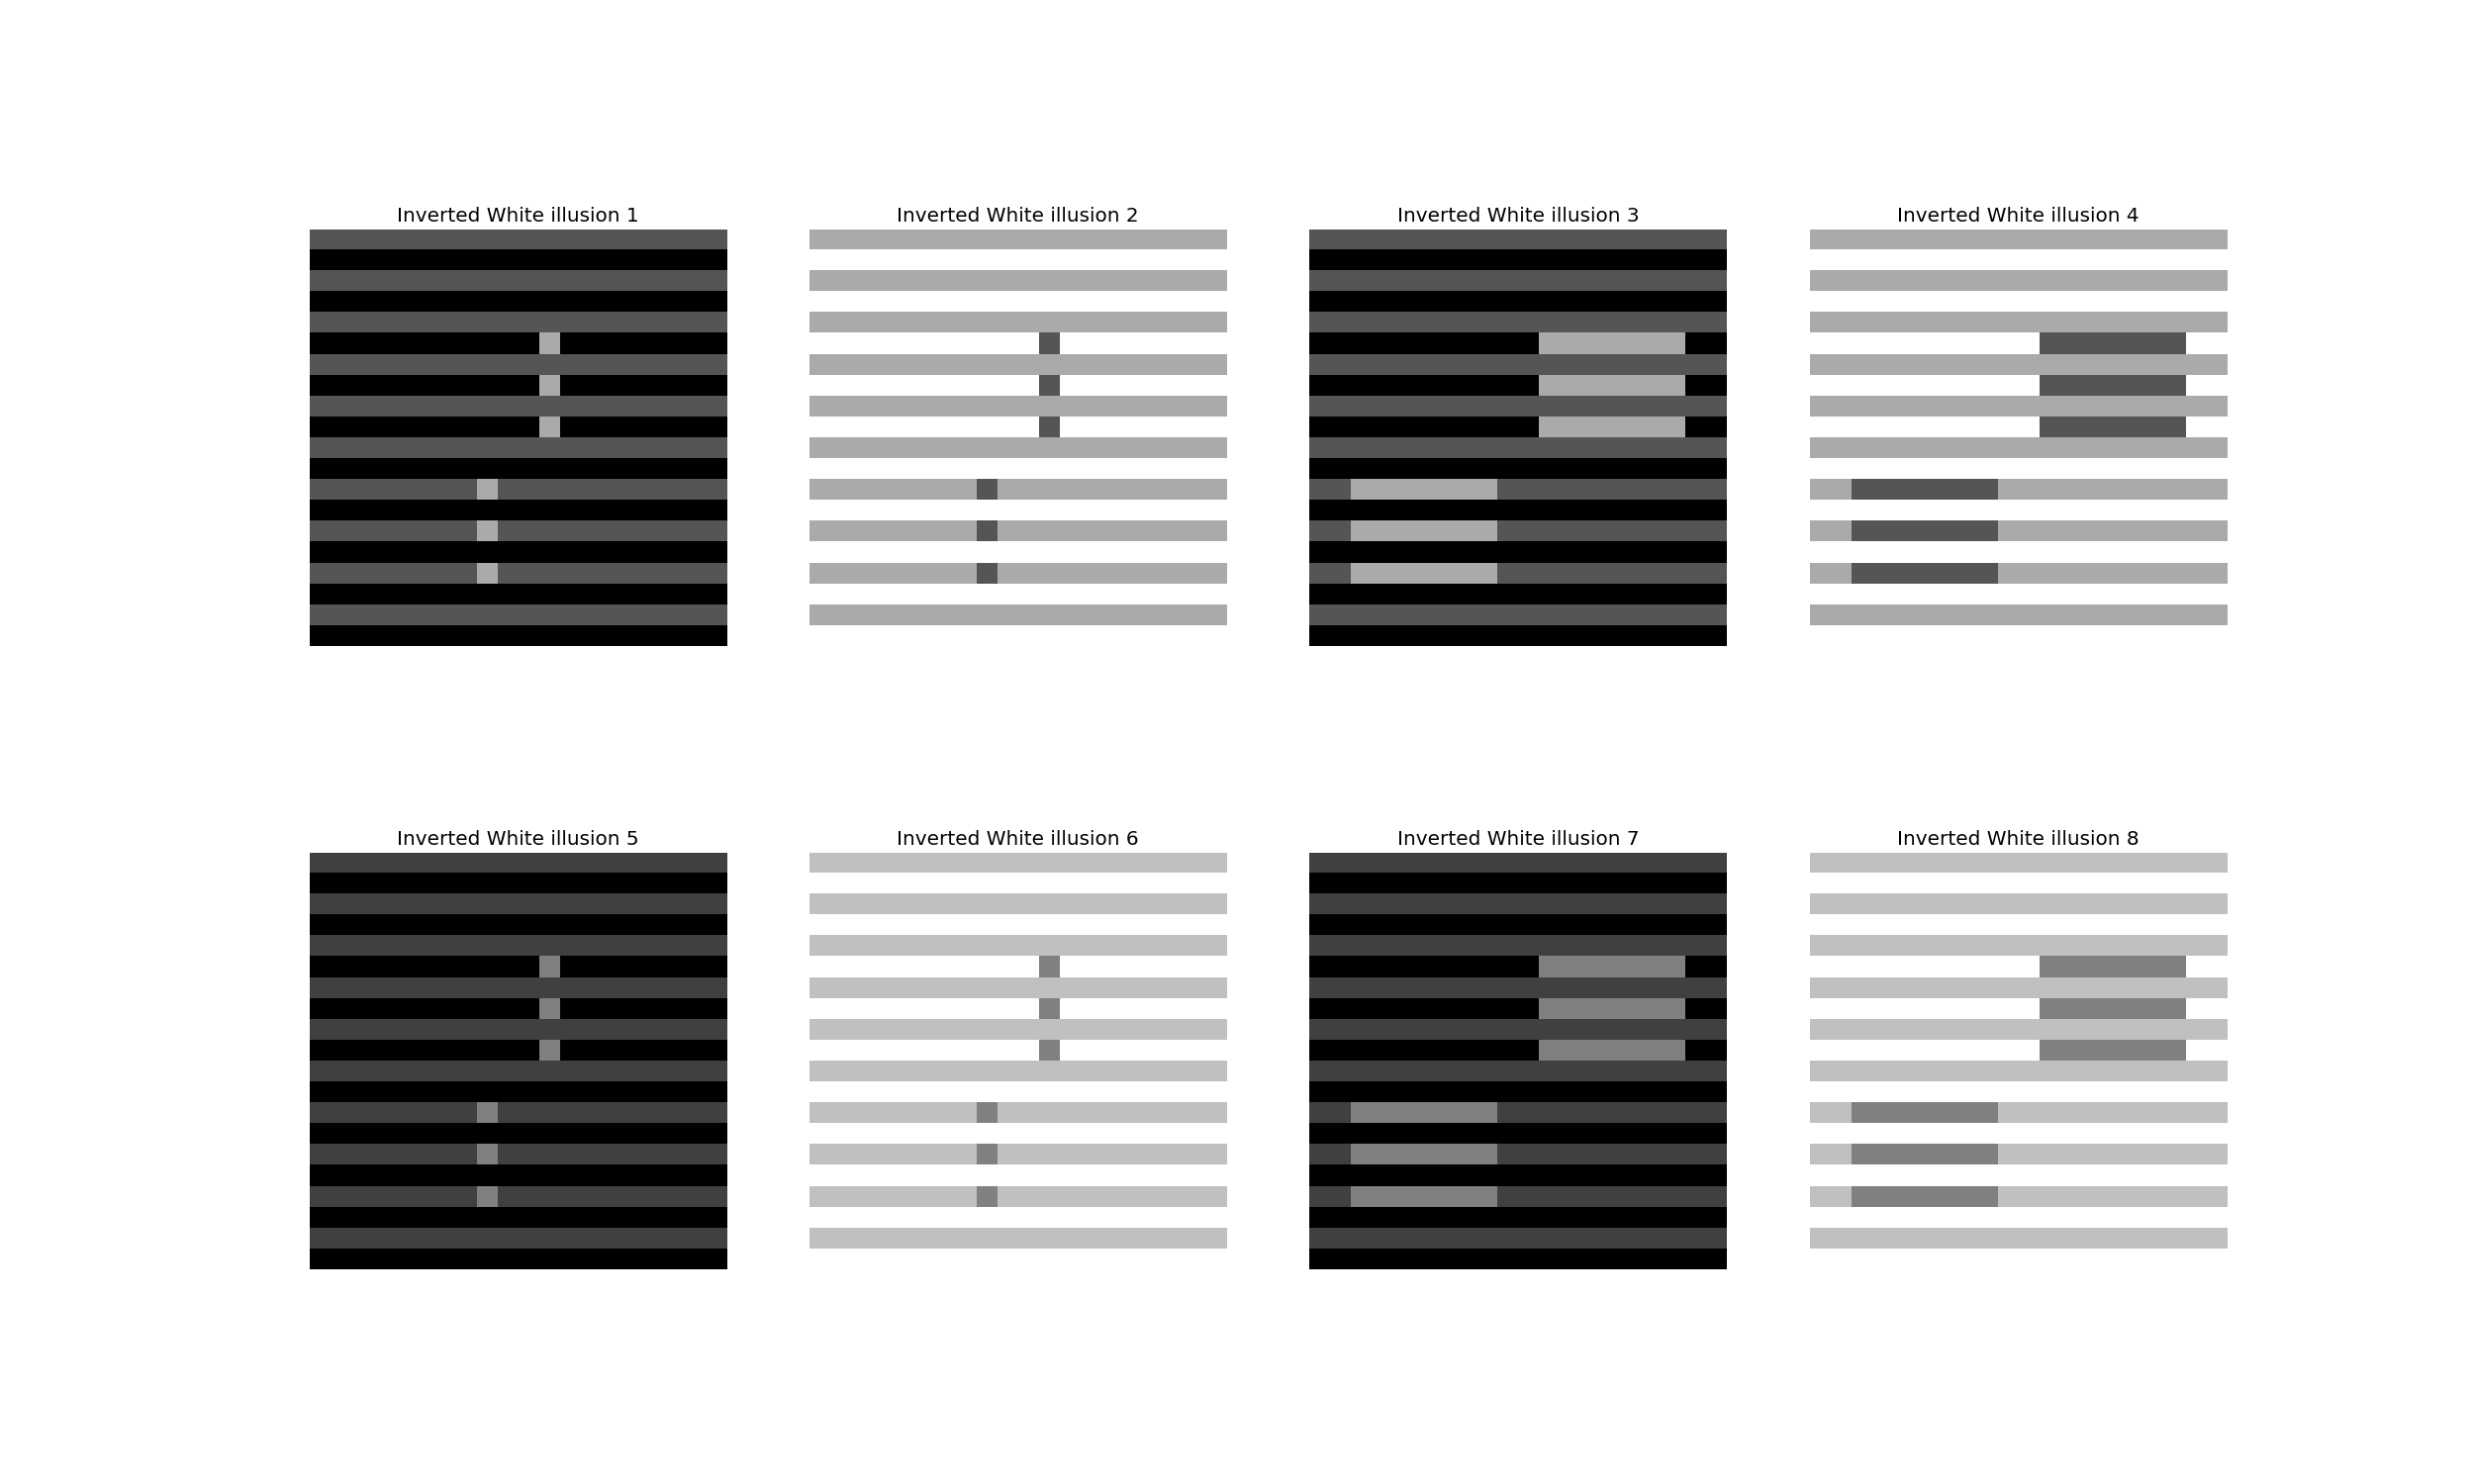 Inverted White illusion 1
Inverted White illusion 2
Inverted White illusion 3
Inverted White illusion 4
Inverted White illusion 5
Inverted White illusion 6
Inverted White illusion 7
Inverted White illusion 8